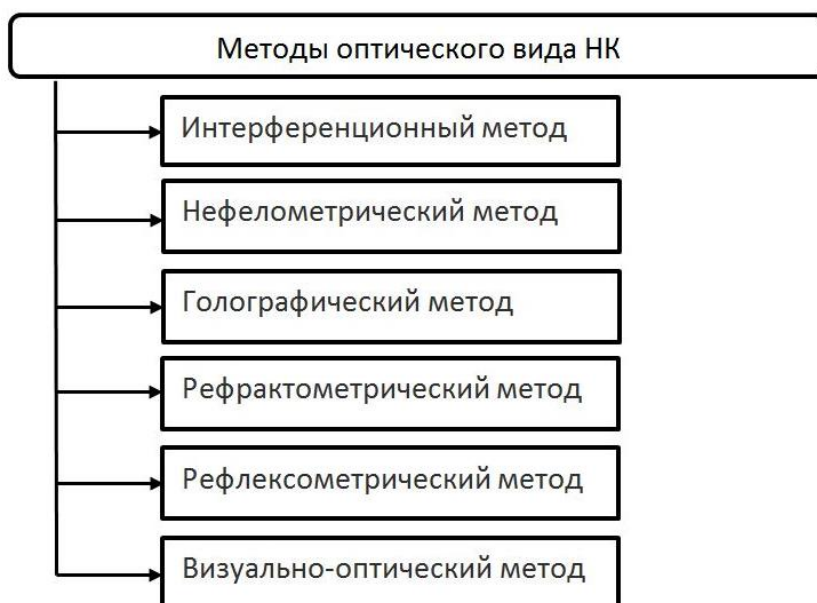 Методы оптического вида НК
Интерференционный метод
Нефелометрический метод
Голографический метод
Рефрактометрический метод
Рефлексометрический метод
Визуально-оптический метод